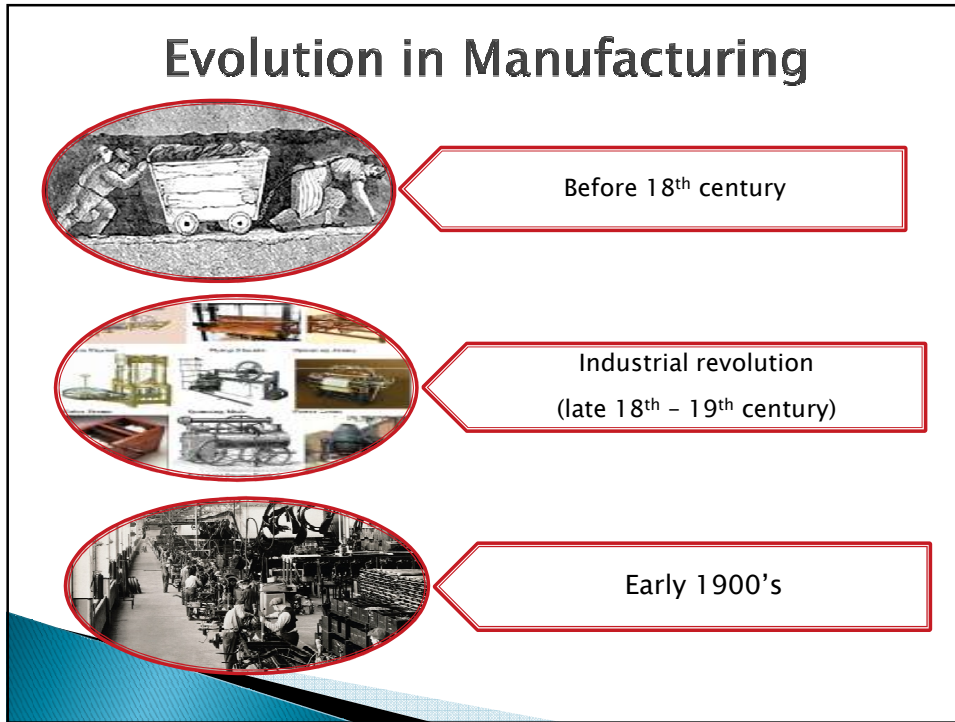 Evolution in Manufacturing
Before 18th century
Industrial revolution
(late 18th – 19th century)
Early 1900's